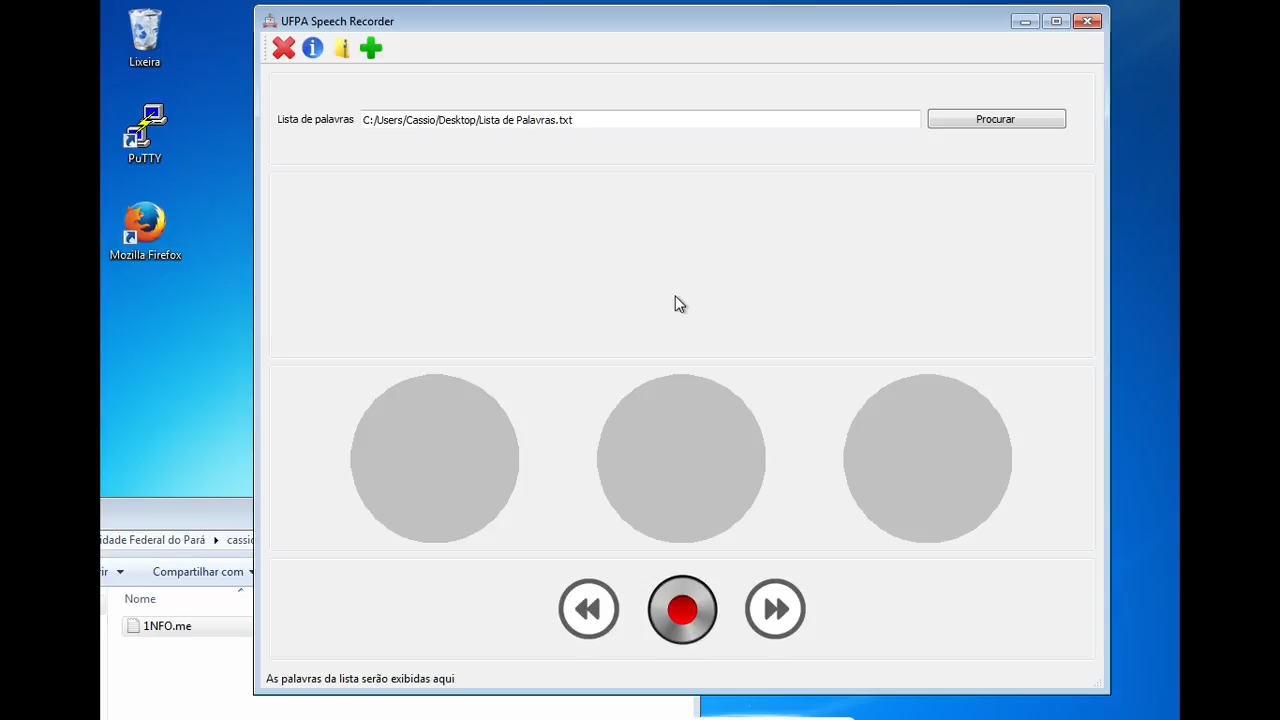 Lixeira
PuTTY
Mozilla Firefox
UFPA Speech Recorder
Lista de palavras C:/Users/Cassio/Desktop/Lista de Palavras.txt Procurar
As palavras da lista serão exibidas aqui
idade Federal do Pará
Compartilhar com
Nome
1NFO.me